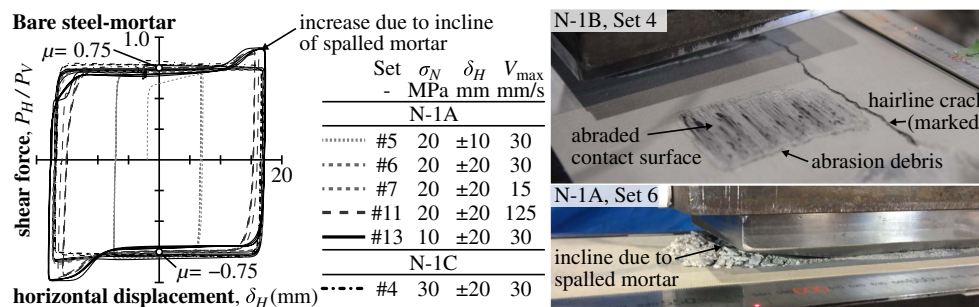 Bare steel-mortar
μ= 0.75
1.0
increase due to incline
of spalled mortar
shear force, P_H / P_V
20
μ= −0.75
horizontal displacement, δ_H (mm)
Set σ_N δ_H V_max
- MPa mm mm/s
N-1A
#5 20 ±10 30
#6 20 ±20 30
#7 20 ±20 15
#11 20 ±20 125
#13 10 ±20 30
N-1C
#4 30 ±20 30
N-1B, Set 4
abraded
contact surface
hairline crack
(marked)
abrasion debris
N-1A, Set 6
incline due to
spalled mortar